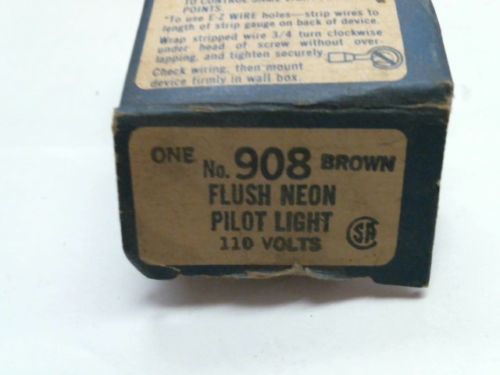 POINTS.
"To use E-Z WIRE holes—strip wires to
length of strip gauge on back of device.
Wrap stripped wire 3/4 turn clockwise
under head of screw without over-
lapping, and tighten securely.
Check wiring, then mount
device firmly in wall box.
ONE No. 908 BROWN
FLUSH NEON
PILOT LIGHT
110 VOLTS
SA